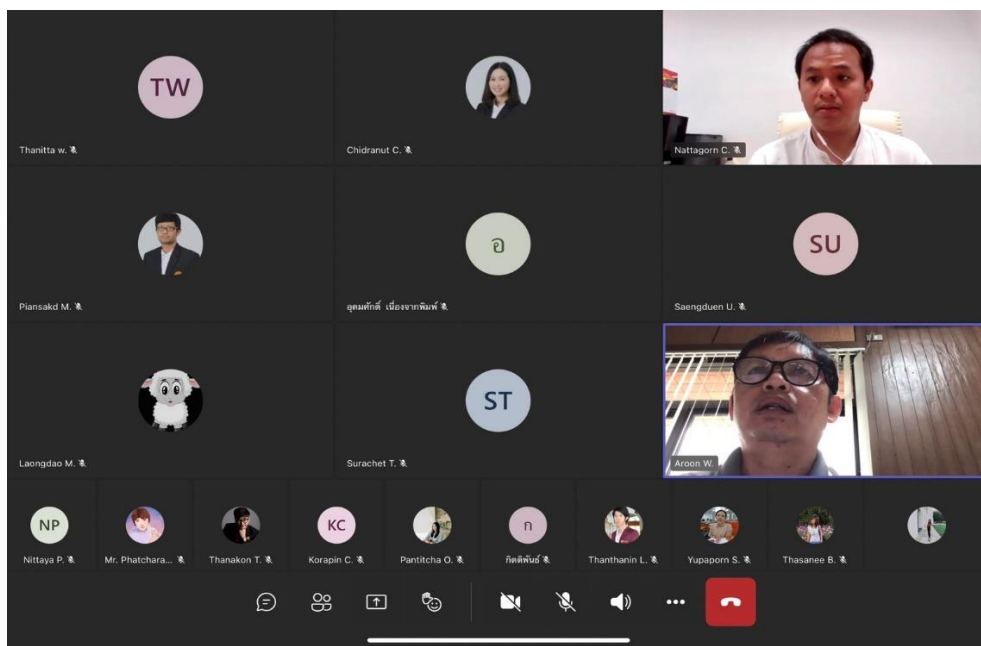 TW
Thanitta w.
Chidranut C.
Nattagorn C.
Piansakd M.
อ
อุดมศักดิ์ เนื่องจากพิมพ์
SU
Saengduen U.
Laongdao M.
ST
Surachet T.
Aroon W.
NP
Nittaya P.
Mr. Phatchara...
Thanakon T.
KC
Korapin C.
Pantitcha O.
ก
กิตติพันธ์
Thanthanin L.
Yupaporn S.
Thasanee B.